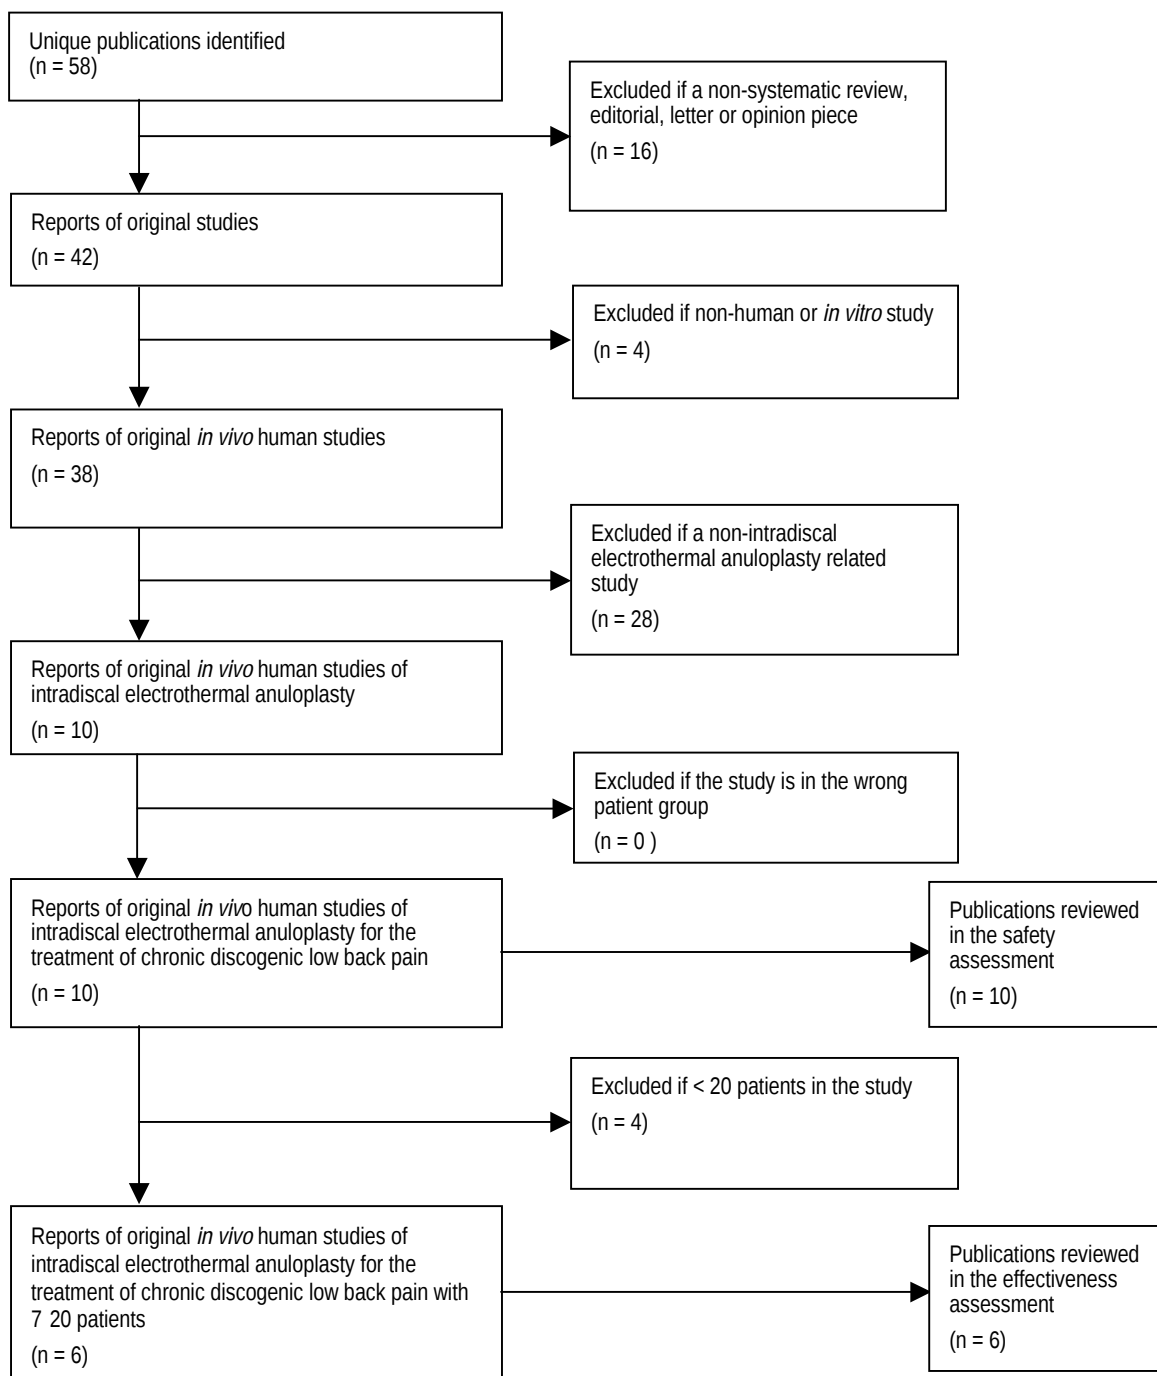 Unique publications identified
(n = 58)
Excluded if a non-systematic review,
editorial, letter or opinion piece
(n = 16)
Reports of original studies
(n = 42)
Excluded if non-human or in vitro study
(n = 4)
Reports of original in vivo human studies
(n = 38)
Excluded if a non-intradiscal
electrothermal anuloplasty related
study
(n = 28)
Reports of original in vivo human studies of
intradiscal electrothermal anuloplasty
(n = 10)
Excluded if the study is in the wrong
patient group
(n = 0 )
Reports of original in vivo human studies of
intradiscal electrothermal anuloplasty for the
treatment of chronic discogenic low back pain
(n = 10)
Publications reviewed
in the safety
assessment
(n = 10)
Excluded if < 20 patients in the study
(n = 4)
Reports of original in vivo human studies of
intradiscal electrothermal anuloplasty for the
treatment of chronic discogenic low back pain with
7 20 patients
(n = 6)
Publications reviewed
in the effectiveness
assessment
(n = 6)